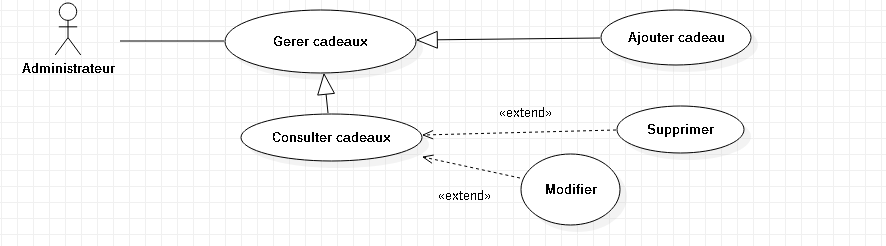 Administrateur
Gerer cadeaux
Ajouter cadeau
Consulter cadeaux
«extend»
Supprimer
«extend»
Modifier